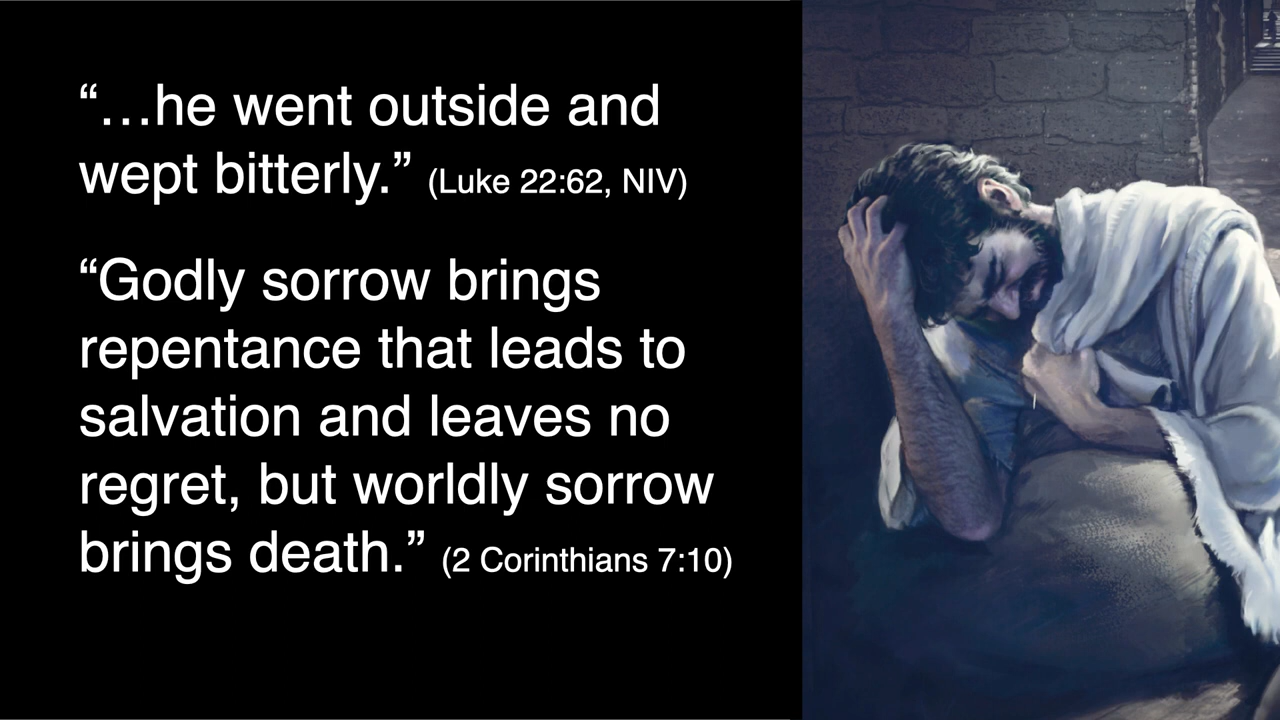 “…he went outside and
wept bitterly.” (Luke 22:62, NIV)
“Godly sorrow brings
repentance that leads to
salvation and leaves no
regret, but worldly sorrow
brings death.” (2 Corinthians 7:10)